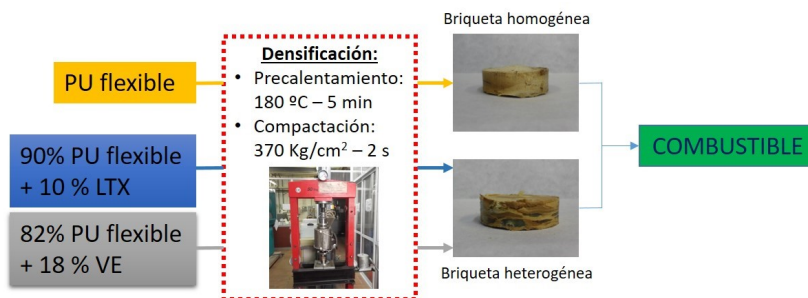 PU flexible
90% PU flexible
+ 10 % LTX
82% PU flexible
+ 18 % VE
Densificación:
• Precalentamiento:
180 ºC – 5 min
• Compactación:
370 Kg/cm² – 2 s
Briqueta homogénea
Briqueta heterogénea
COMBUSTIBLE